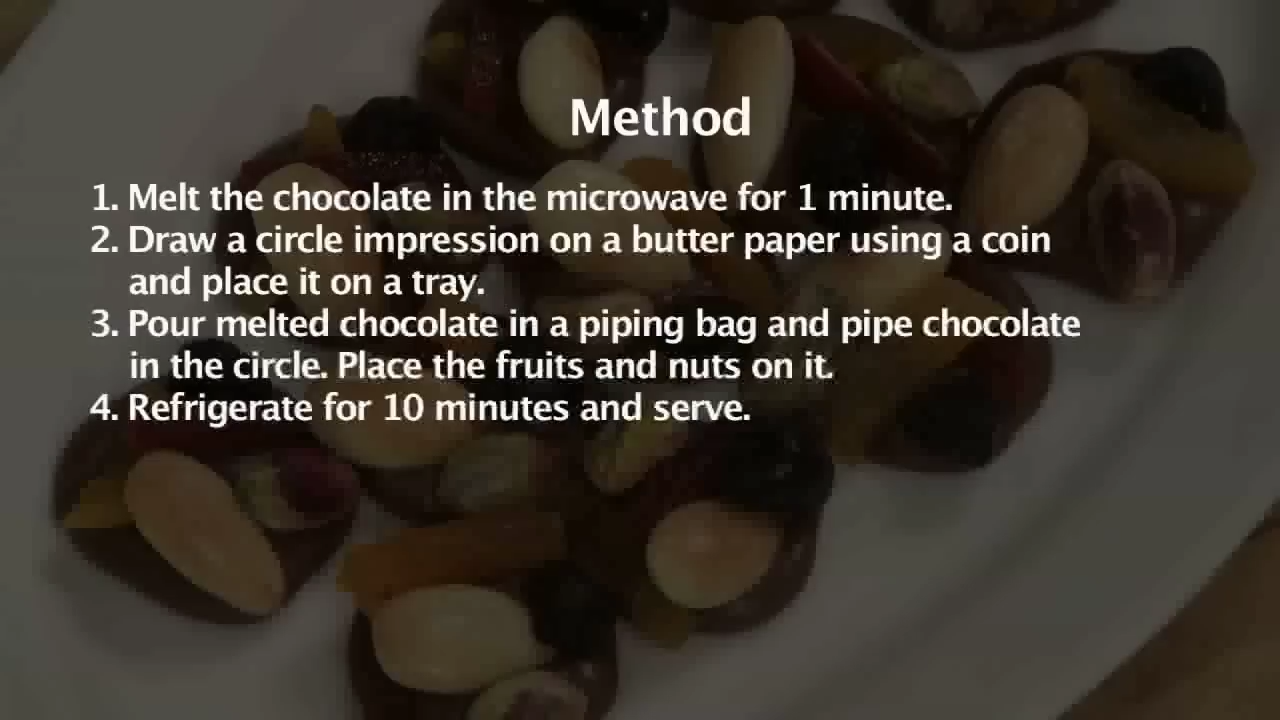 Method
1. Melt the chocolate in the microwave for 1 minute.
2. Draw a circle impression on a butter paper using a coin
and place it on a tray.
3. Pour melted chocolate in a piping bag and pipe chocolate
in the circle. Place the fruits and nuts on it.
4. Refrigerate for 10 minutes and serve.